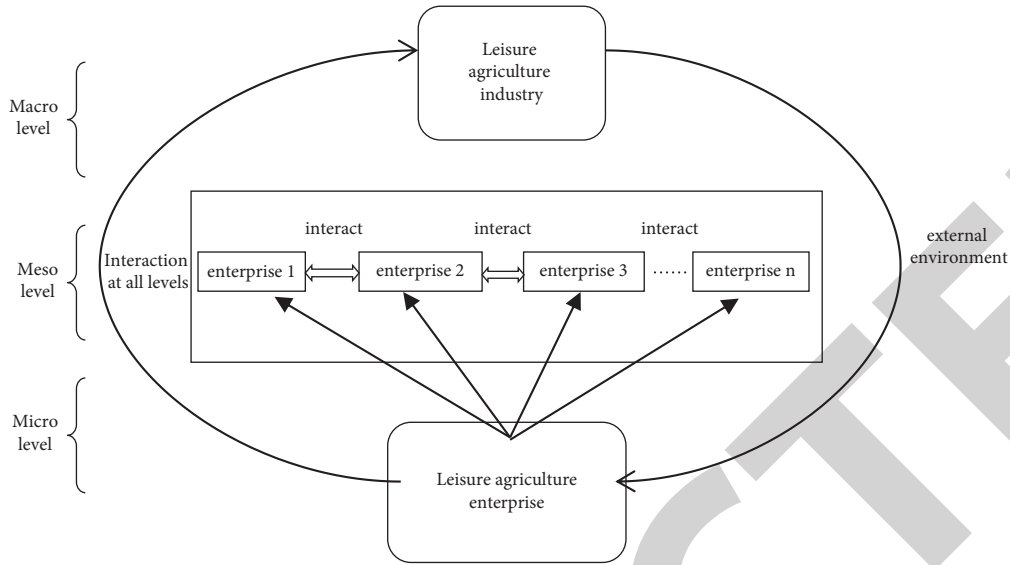 Leisure
agriculture
industry
Macro
level
interact
interact
interact
Meso
level
Interaction
at all levels
enterprise 1
enterprise 2
enterprise 3
......
enterprise n
external
environment
Micro
level
Leisure agriculture
enterprise